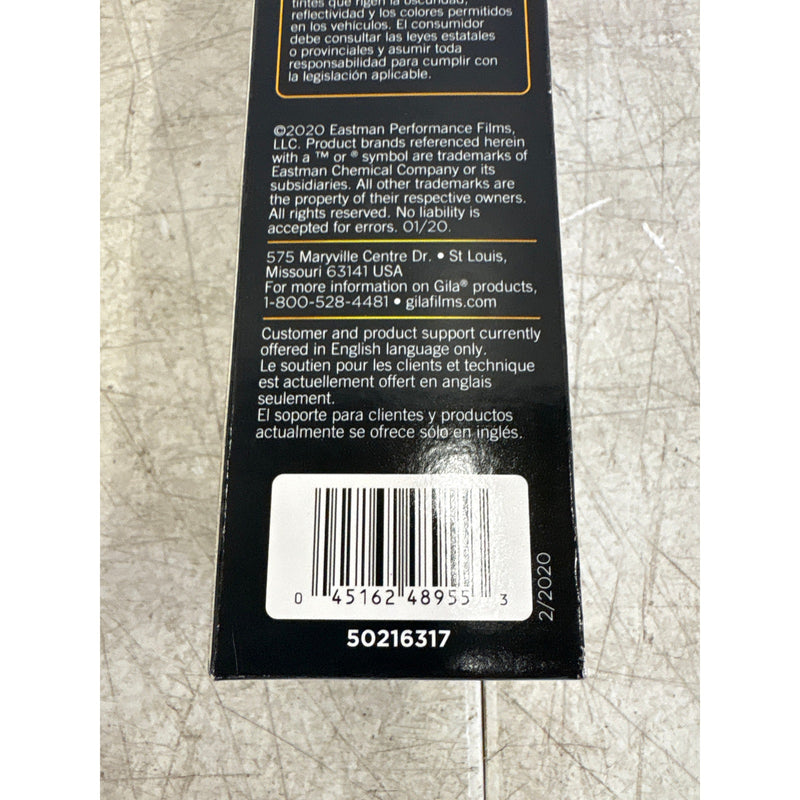 tintes que rigen la oscuridad,
reflectividad y los colores permitidos
en los vehículos. El consumidor
debe consultar las leyes estatales
o provinciales y asumir toda
responsabilidad para cumplir con
la legislación aplicable.
©2020 Eastman Performance Films,
LLC. Product brands referenced herein
with a ™ or ® symbol are trademarks of
Eastman Chemical Company or its
subsidiaries. All other trademarks are
the property of their respective owners.
All rights reserved. No liability is
accepted for errors. 01/20.
575 Maryville Centre Dr. • St Louis,
Missouri 63141 USA
For more information on Gila® products,
1-800-528-4481 • gilafilms.com
Customer and product support currently
offered in English language only.
Le soutien pour les clients et technique
est actuellement offert en anglais
seulement.
El soporte para clientes y productos
actualmente se ofrece sólo en inglés.
0 45162 48955 3
50216317
2/2020